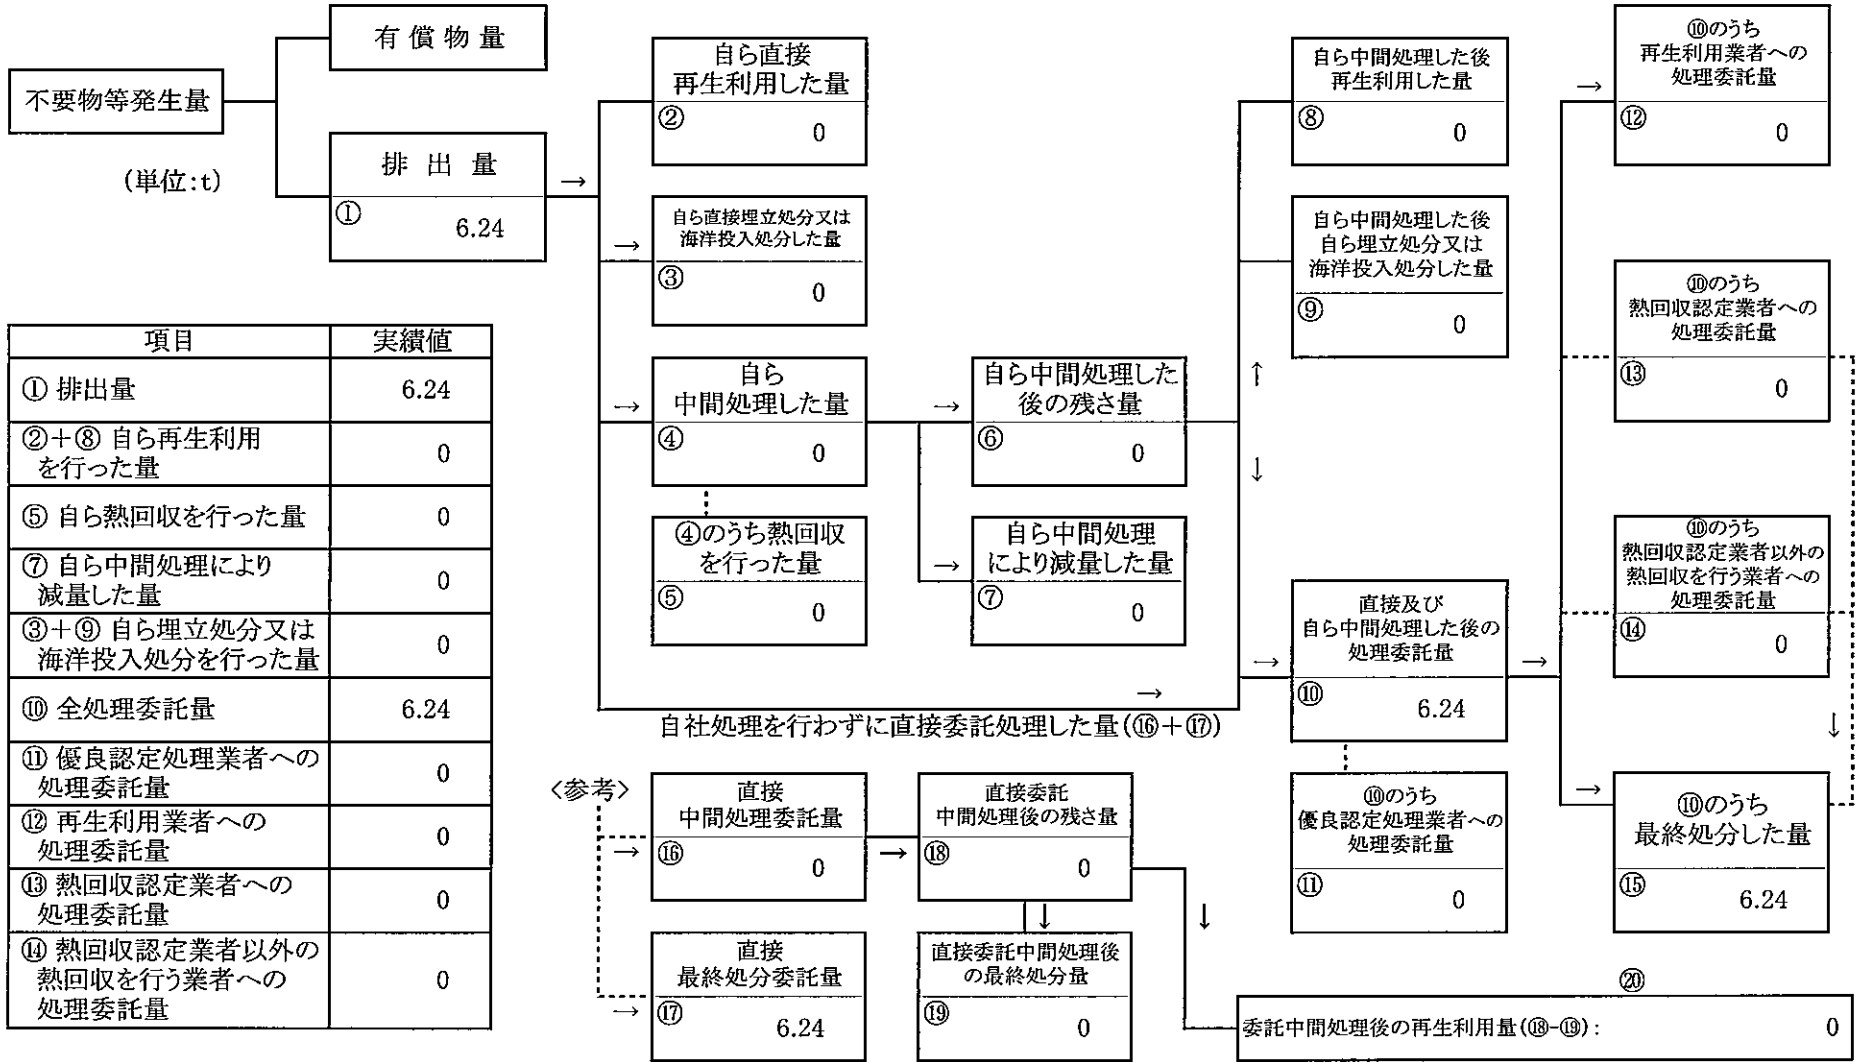 有 償 物 量
不要物等発生量
(単位:t)
排 出 量
①
6.24
自ら直接
再生利用した量
②
0
自ら直接埋立処分又は
海洋投入処分した量
③
0
自ら
中間処理した量
④
0
④のうち熱回収
を行った量
⑤
0
自ら中間処理した
後の残さ量
⑥
0
自ら中間処理
により減量した量
⑦
0
自ら中間処理した後
再生利用した量
⑧
0
自ら中間処理した後
自ら埋立処分又は
海洋投入処分した量
⑨
0
直接及び
自ら中間処理した後の
処理委託量
⑩
6.24
⑩のうち
優良認定処理業者への
処理委託量
⑪
0
⑩のうち
再生利用業者への
処理委託量
⑫
0
⑩のうち
熱回収認定業者への
処理委託量
⑬
0
⑩のうち
熱回収認定業者以外の
熱回収を行う業者への
処理委託量
⑭
0
⑩のうち
最終処分した量
⑮
6.24
自社処理を行わずに直接委託処理した量(⑯+⑰)
<参考>
直接
中間処理委託量
⑯
0
直接
最終処分委託量
⑰
6.24
直接委託
中間処理後の残さ量
⑱
0
直接委託中間処理後
の最終処分量
⑲
0
⑳
委託中間処理後の再生利用量(⑱-⑲): 0
項目 実績値
① 排出量 6.24
②+⑧ 自ら再生利用
を行った量 0
⑤ 自ら熱回収を行った量 0
⑦ 自ら中間処理により
減量した量 0
③+⑨ 自ら埋立処分又は
海洋投入処分を行った量 0
⑩ 全処理委託量 6.24
⑪ 優良認定処理業者への
処理委託量 0
⑫ 再生利用業者への
処理委託量 0
⑬ 熱回収認定業者への
処理委託量 0
⑭ 熱回収認定業者以外の
熱回収を行う業者への
処理委託量 0